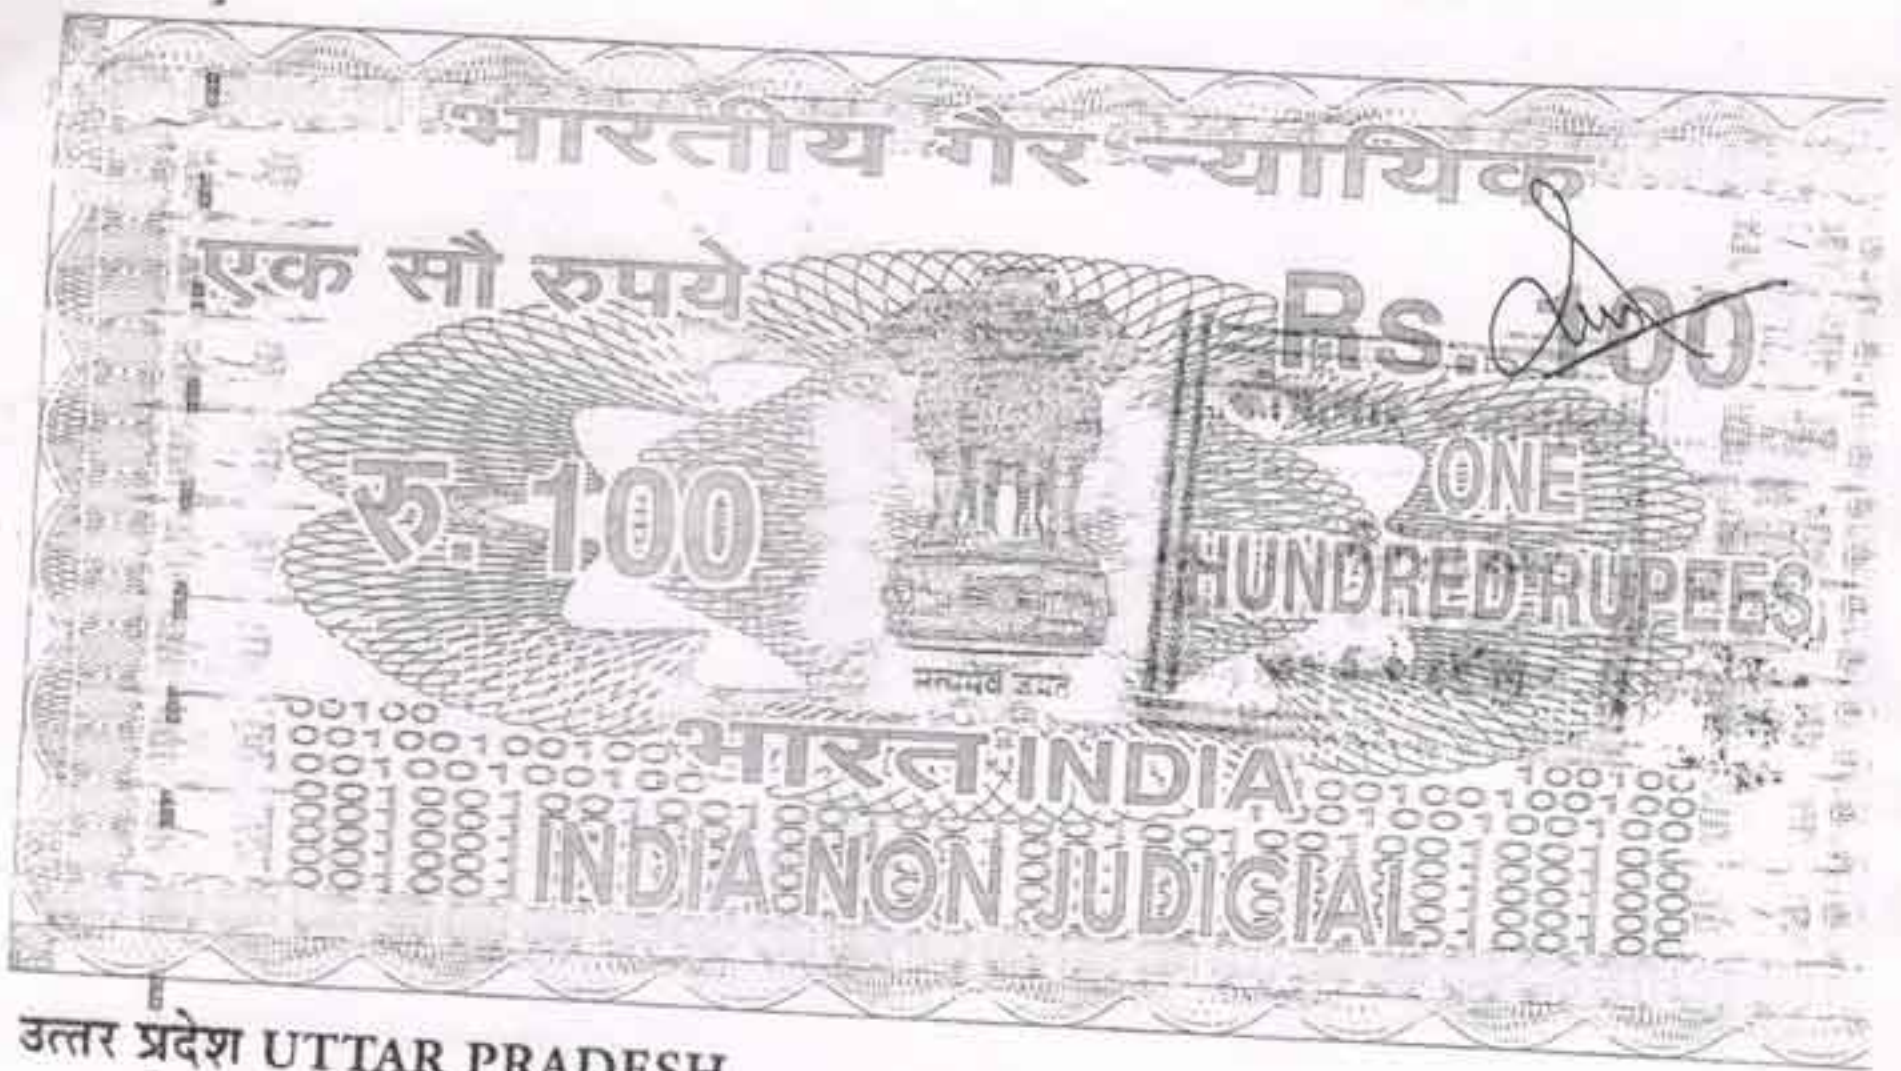 भारतीय गैर न्यायिक
एक सौ रुपये
Rs. 100
रु. 100
ONE
HUNDRED RUPEES
सत्यमेव जयते
भारत INDIA
INDIA NON JUDICIAL
उत्तर प्रदेश UTTAR PRADESH